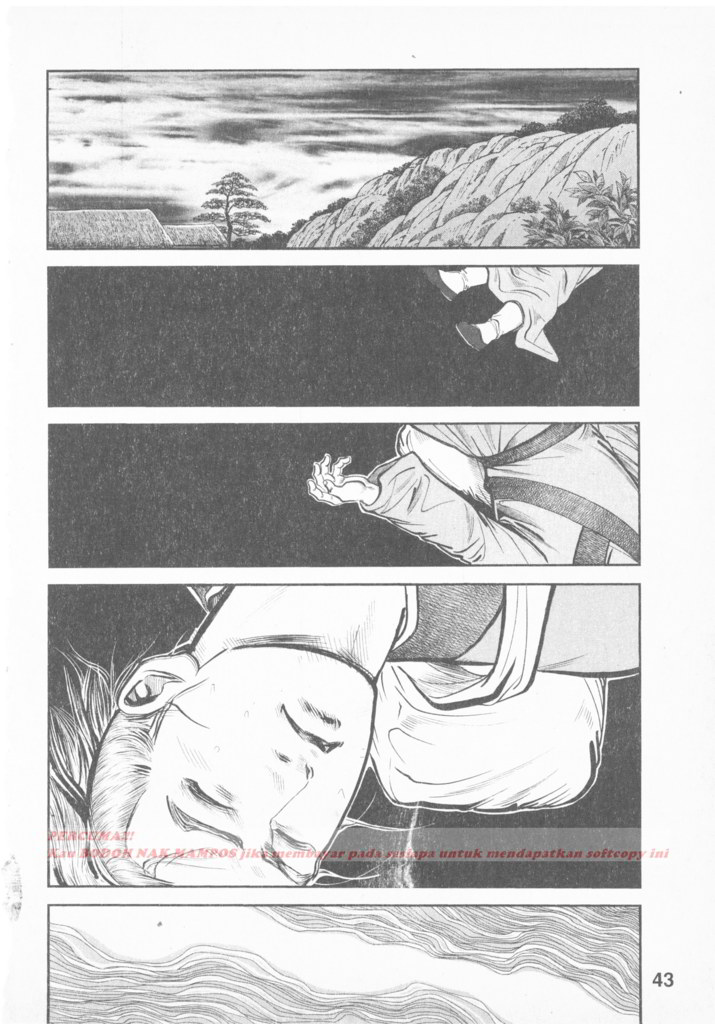 PERCUMA!!
Kau BODOH NAK MAMPOS jika membayar pada sesiapa untuk mendapatkan softcopy ini
43